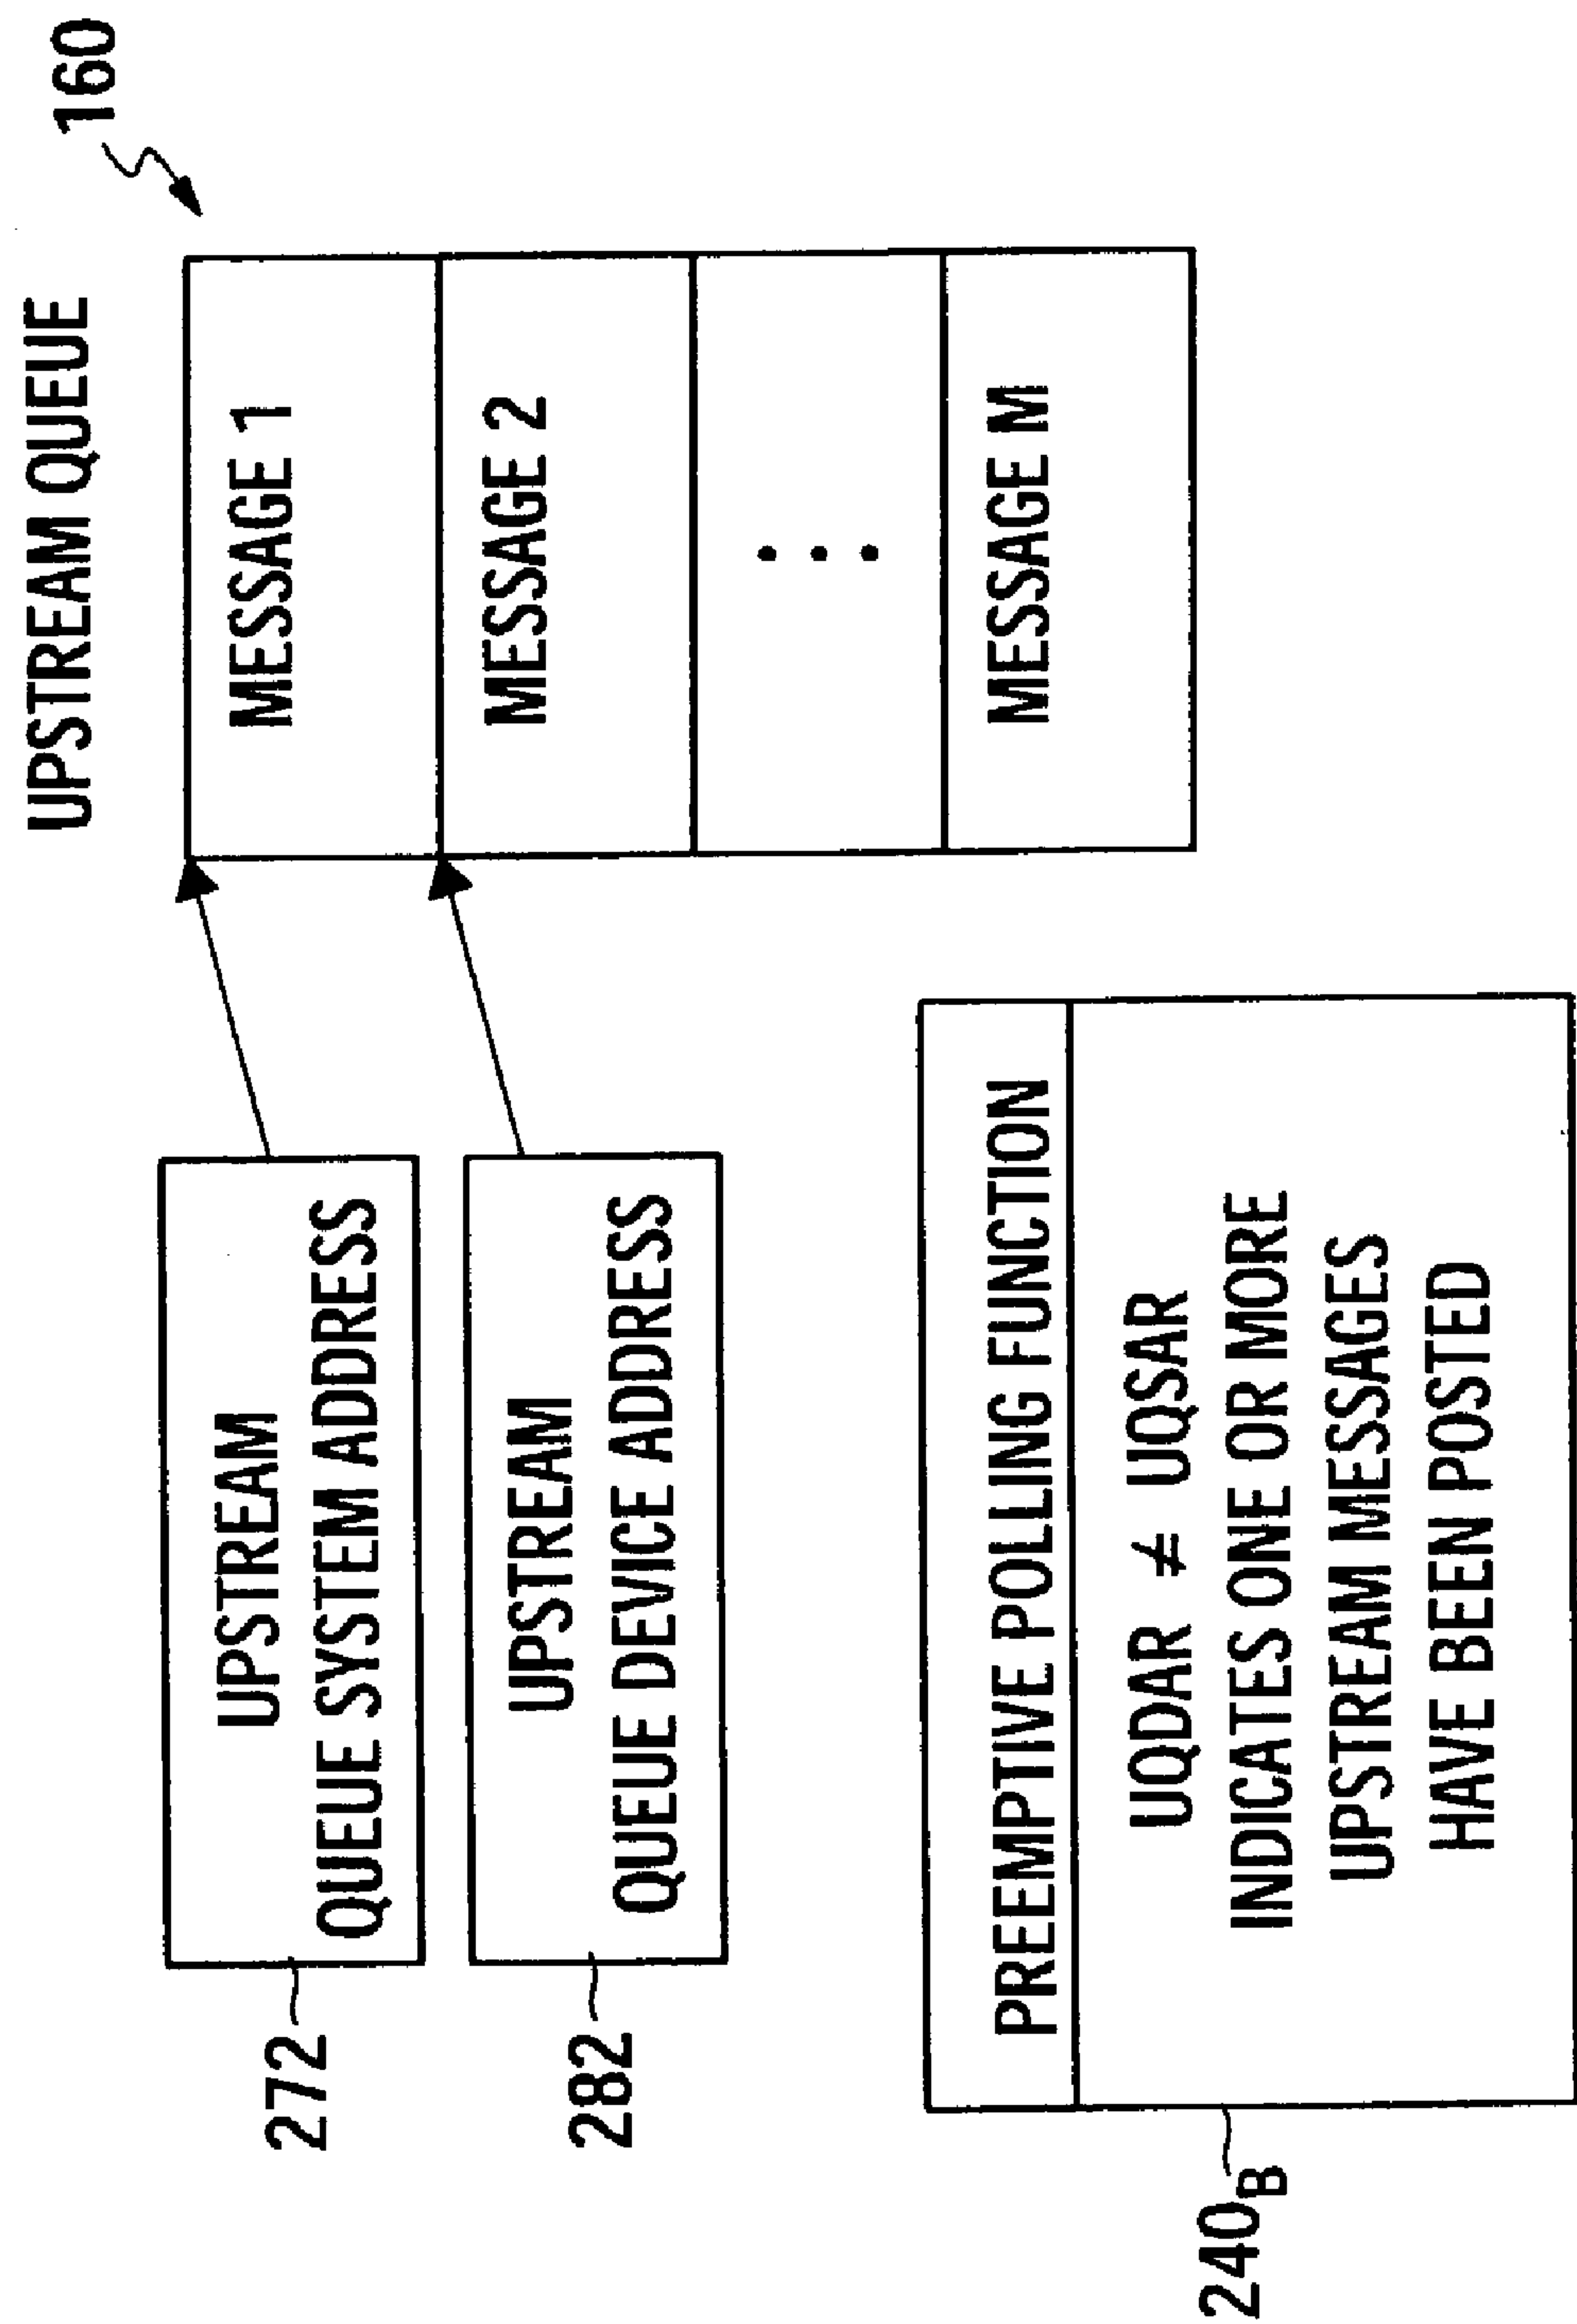 UPSTREAM QUEUE
160
272
UPSTREAM
QUEUE SYSTEM ADDRESS
282
UPSTREAM
QUEUE DEVICE ADDRESS
MESSAGE 1
MESSAGE 2
• • •
MESSAGE M
240B
PREEMPTIVE POLLING FUNCTION
UQDAR ≠ UQSAR
INDICATES ONE OR MORE
UPSTREAM MESSAGES
HAVE BEEN POSTED